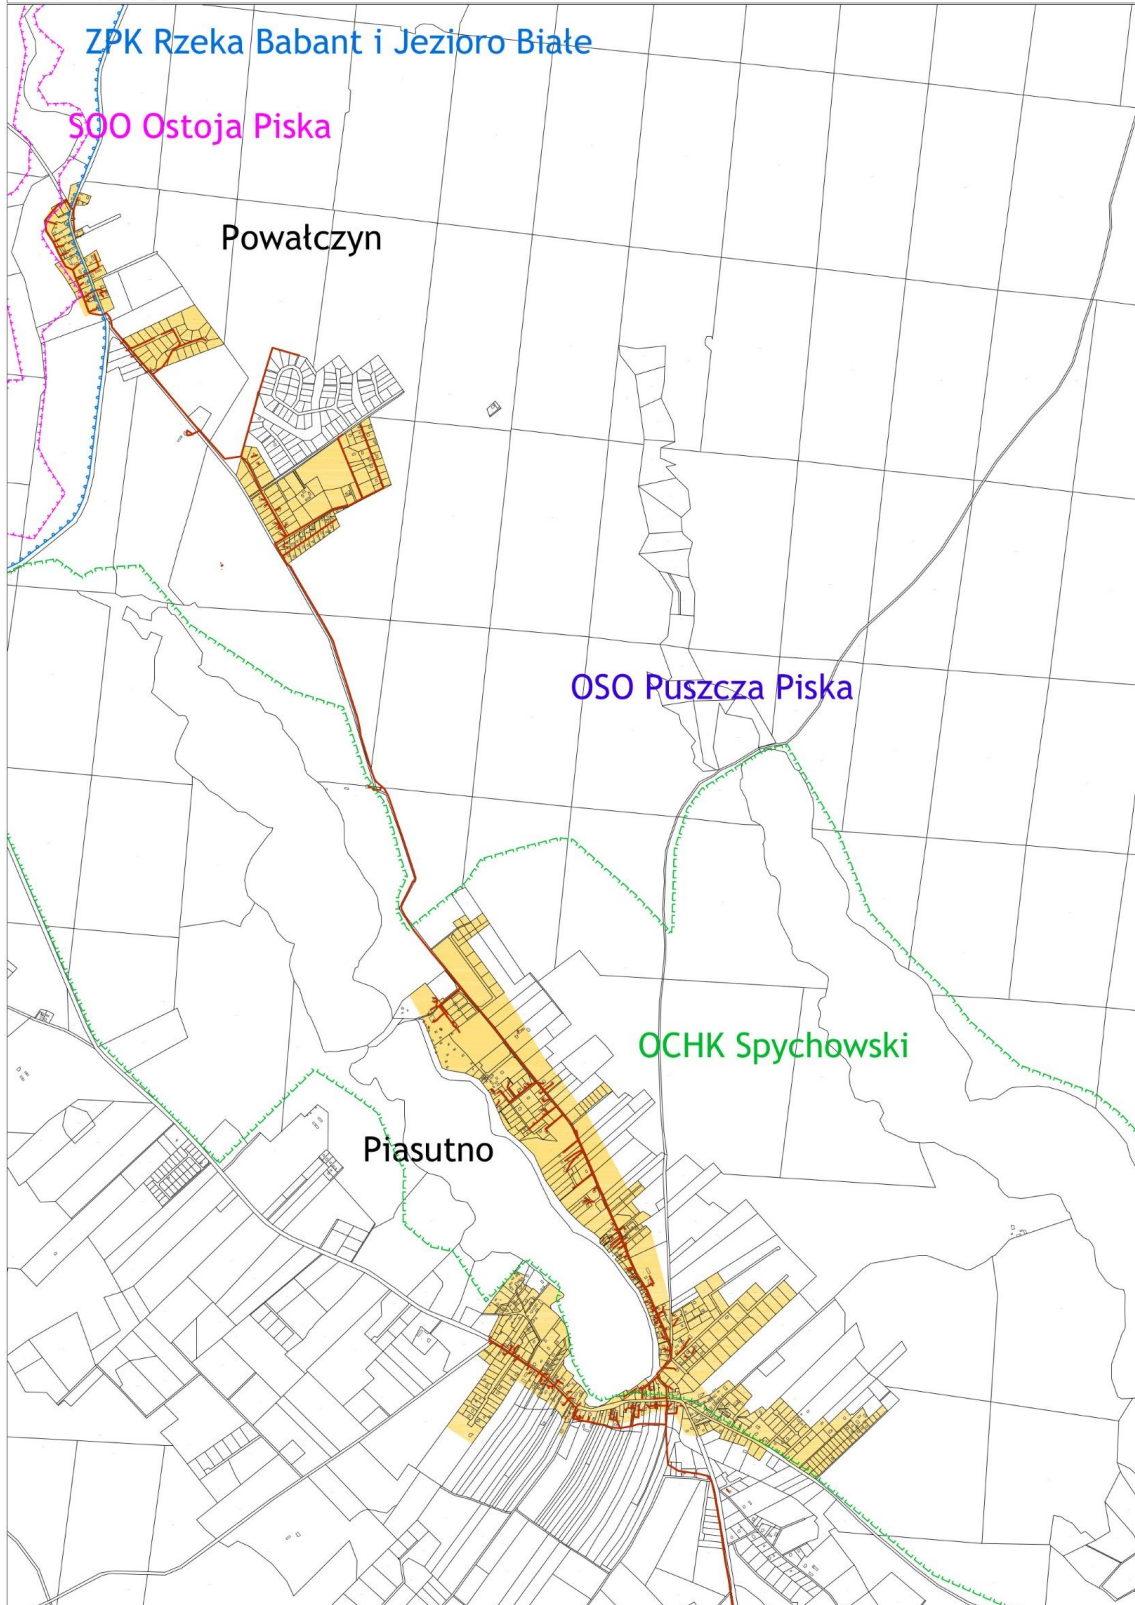 ZPK Rzeka Babant i Jezioro Białe
SOO Ostoja Piska
Powałczyn
OSO Puszcza Piska
OCHK Spychowski
Piasutno